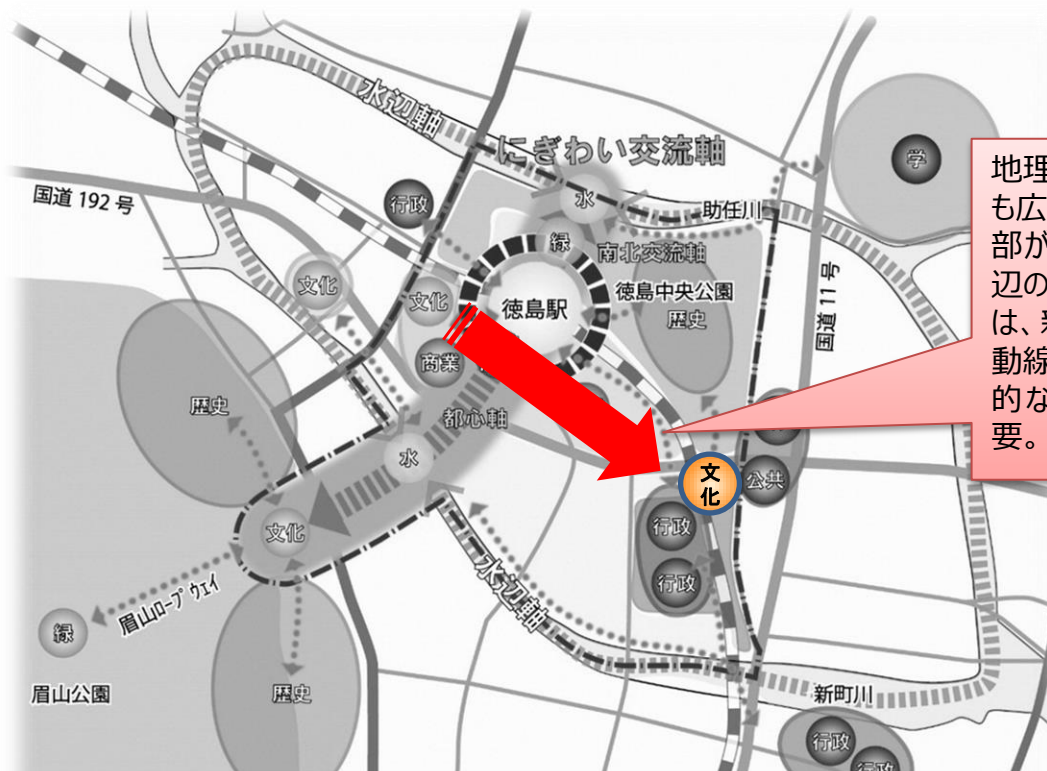 水辺軸
にぎわい交流軸
学
国道 192 号
行政
水
助任川
緑
南北交流軸
文化
文化
徳島駅
徳島中央公園
歴史
国道 11 号
商業
歴史
都心軸
水
文化
公共
行政
文化
行政
水辺軸
眉山ロープウェイ
緑
眉山公園
歴史
新町川
行政
行政
地理
も広
部が
辺の
は、
動線
的な
要。